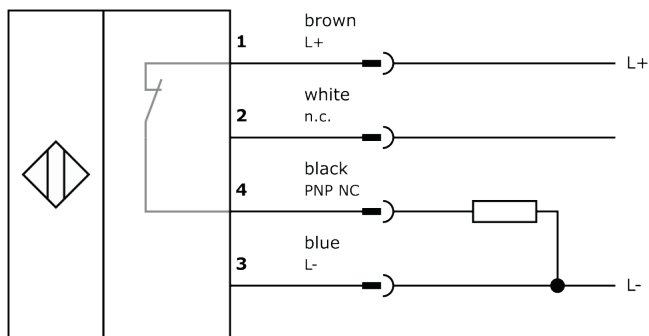 brown
1 L+ L+
white
2 n.c.
black
4 PNP NC
blue
3 L- L-